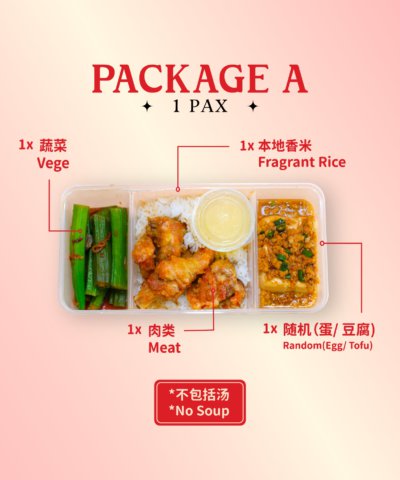 PACKAGE A
1 PAX
1x 蔬菜
Vege
1x 本地香米
Fragrant Rice
1x 肉类
Meat
1x 随机(蛋/ 豆腐)
Random(Egg/ Tofu)
*不包括汤
*No Soup